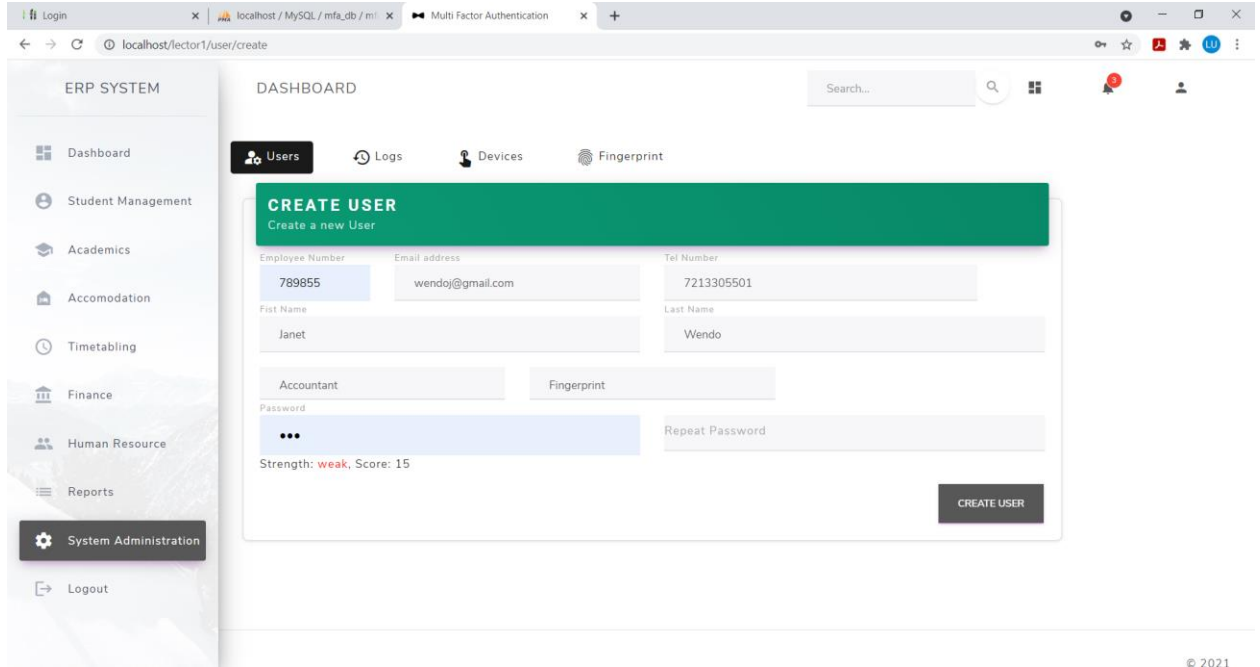 Login
localhost / MySQL / mfa_db / mf
Multi Factor Authentication
localhost/lector1/user/create
LU
ERP SYSTEM
DASHBOARD
Search...
3
Dashboard
Student Management
Academics
Accomodation
Timetabling
Finance
Human Resource
Reports
System Administration
Logout
Users
Logs
Devices
Fingerprint
CREATE USER
Create a new User
Employee Number
Email address
Tel Number
789855
wendoj@gmail.com
7213305501
Fist Name
Last Name
Janet
Wendo
Accountant
Fingerprint
Password
•••
Repeat Password
Strength: weak, Score: 15
CREATE USER
© 2021